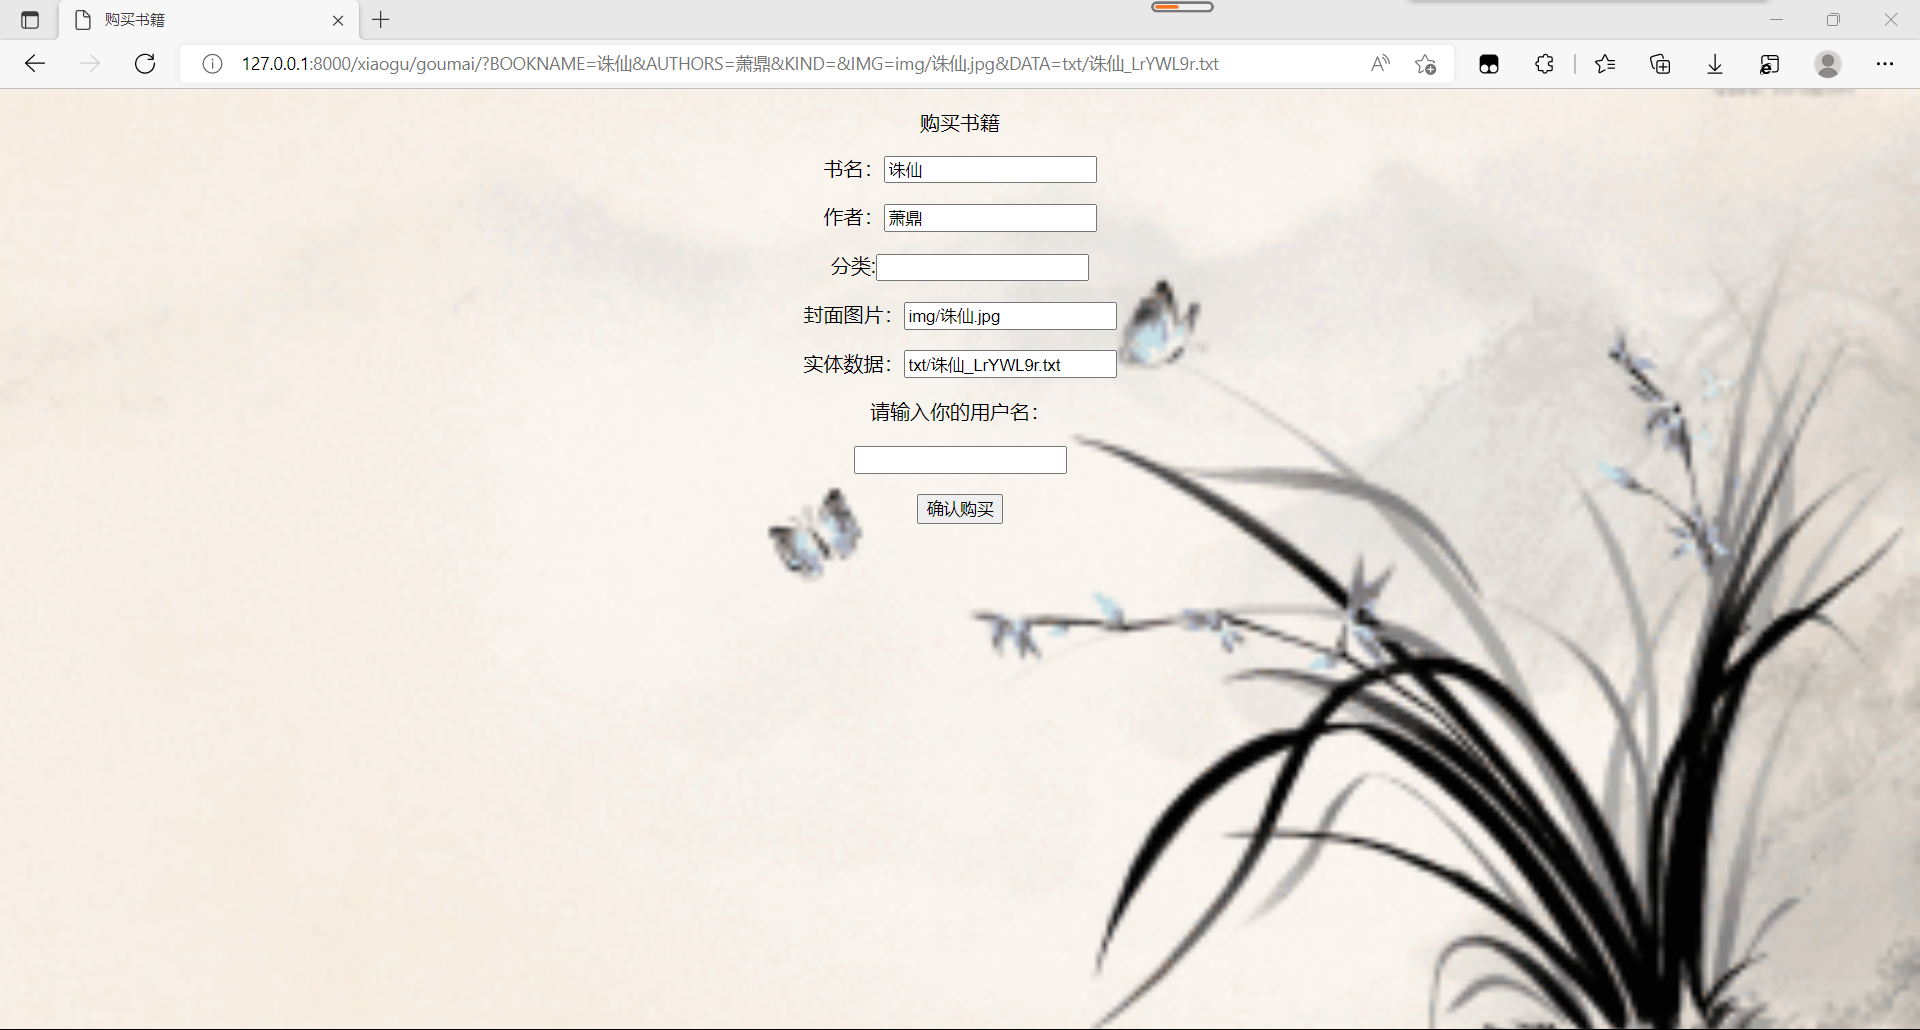 购买书籍
127.0.0.1:8000/xiaogu/goumai/?BOOKNAME=诛仙&AUTHORS=萧鼎&KIND=&IMG=img/诛仙.jpg&DATA=txt/诛仙_LrYWL9r.txt
购买书籍
书名：诛仙
作者：萧鼎
分类:
封面图片：img/诛仙.jpg
实体数据：txt/诛仙_LrYWL9r.txt
请输入你的用户名：
确认购买